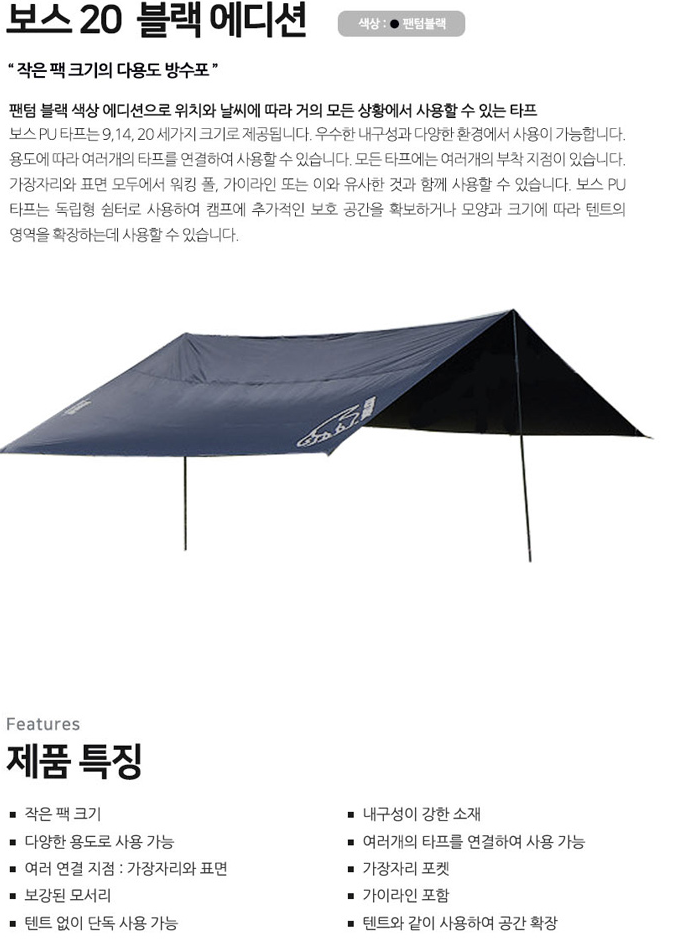 보스 20 블랙 에디션
색상 : ● 팬텀블랙
“ 작은 팩 크기의 다용도 방수포 ”
팬텀 블랙 색상 에디션으로 위치와 날씨에 따라 거의 모든 상황에서 사용할 수 있는 타프
보스 PU 타프는 9,14, 20 세가지 크기로 제공됩니다. 우수한 내구성과 다양한 환경에서 사용이 가능합니다.
용도에 따라 여러개의 타프를 연결하여 사용할 수 있습니다. 모든 타프에는 여러개의 부착 지점이 있습니다.
가장자리와 표면 모두에서 워킹 폴, 가이라인 또는 이와 유사한 것과 함께 사용할 수 있습니다. 보스 PU
타프는 독립형 쉼터로 사용하여 캠프에 추가적인 보호 공간을 확보하거나 모양과 크기에 따라 텐트의
영역을 확장하는데 사용할 수 있습니다.
Features
제품 특징
▪ 작은 팩 크기
▪ 다양한 용도로 사용 가능
▪ 여러 연결 지점 : 가장자리와 표면
▪ 보강된 모서리
▪ 텐트 없이 단독 사용 가능
▪ 내구성이 강한 소재
▪ 여러개의 타프를 연결하여 사용 가능
▪ 가장자리 포켓
▪ 가이라인 포함
▪ 텐트와 같이 사용하여 공간 확장